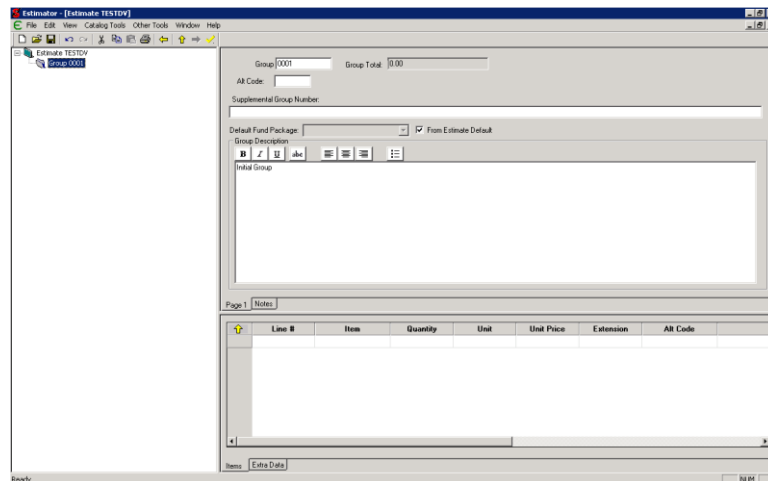 Estimator - [Estimate TESTDV]
File Edit View Catalog Tools Other Tools Window Help
Estimate TESTDV
Group 0001
Group 0001 Group Total: 0.00
Alt Code:
Supplemental Group Number:
Default Fund Package: From Estimate Default
Group Description
B I U abc
Initial Group
Page 1 Notes
Line # Item Quantity Unit Unit Price Extension Alt Code
Items Extra Data
Ready NUM